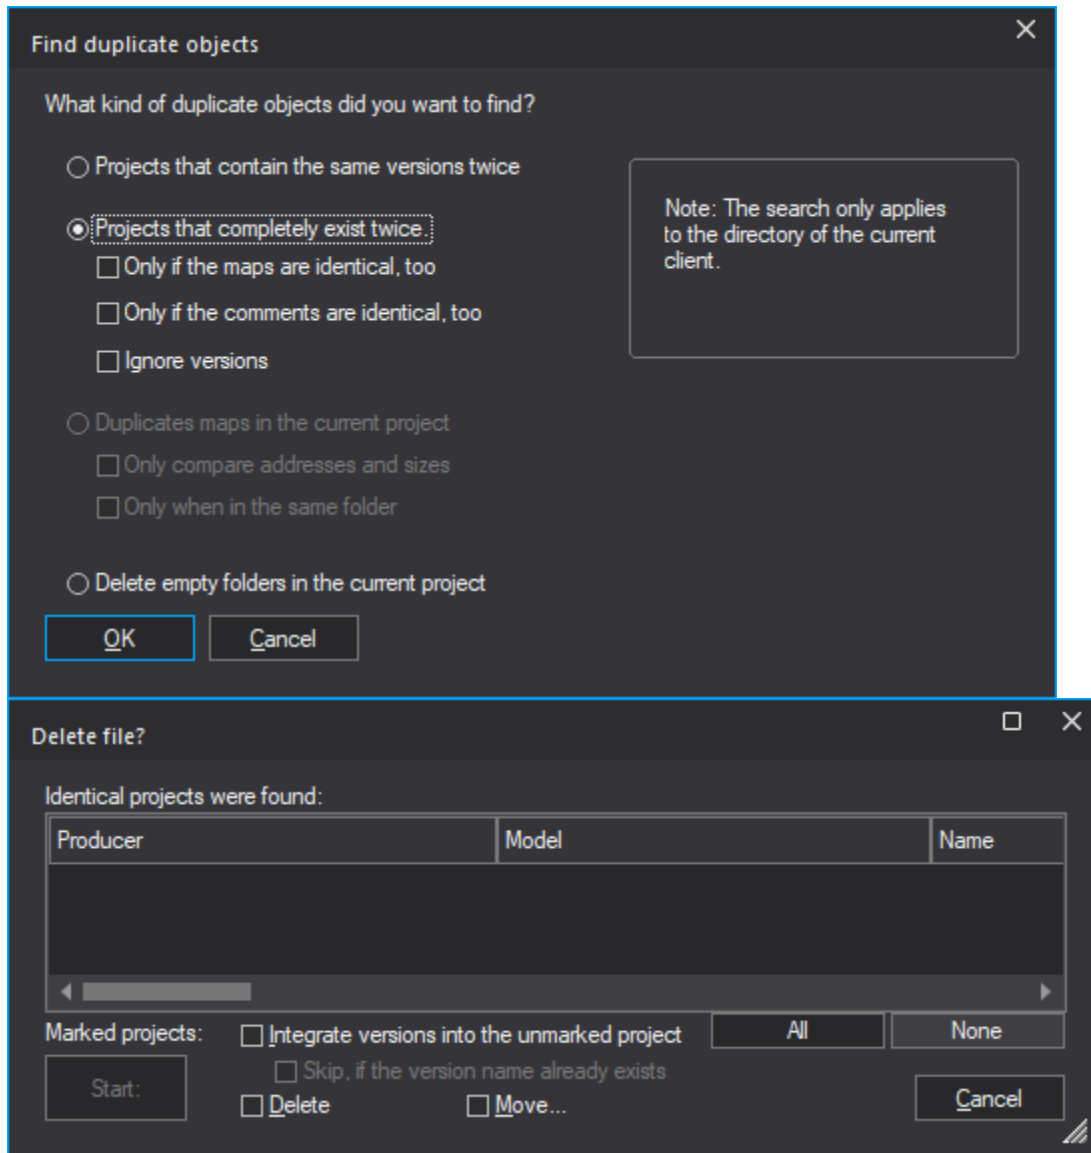 Find duplicate objects
What kind of duplicate objects did you want to find?
Projects that contain the same versions twice
Projects that completely exist twice.
Only if the maps are identical, too
Only if the comments are identical, too
Ignore versions
Note: The search only applies
to the directory of the current
client.
Duplicates maps in the current project
Only compare addresses and sizes
Only when in the same folder
Delete empty folders in the current project
OK
Cancel
Delete file?
Identical projects were found:
Producer
Model
Name
Marked projects:
Integrate versions into the unmarked project
All
None
Skip, if the version name already exists
Start:
Delete
Move...
Cancel